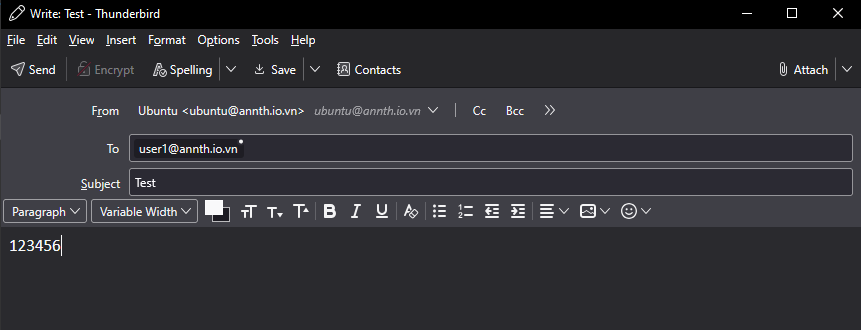 Write: Test - Thunderbird
File Edit View Insert Format Options Tools Help
Send Encrypt Spelling Save Contacts Attach
From Ubuntu <ubuntu@annth.io.vn> ubuntu@annth.io.vn Cc Bcc
To user1@annth.io.vn
Subject Test
Paragraph Variable Width
123456